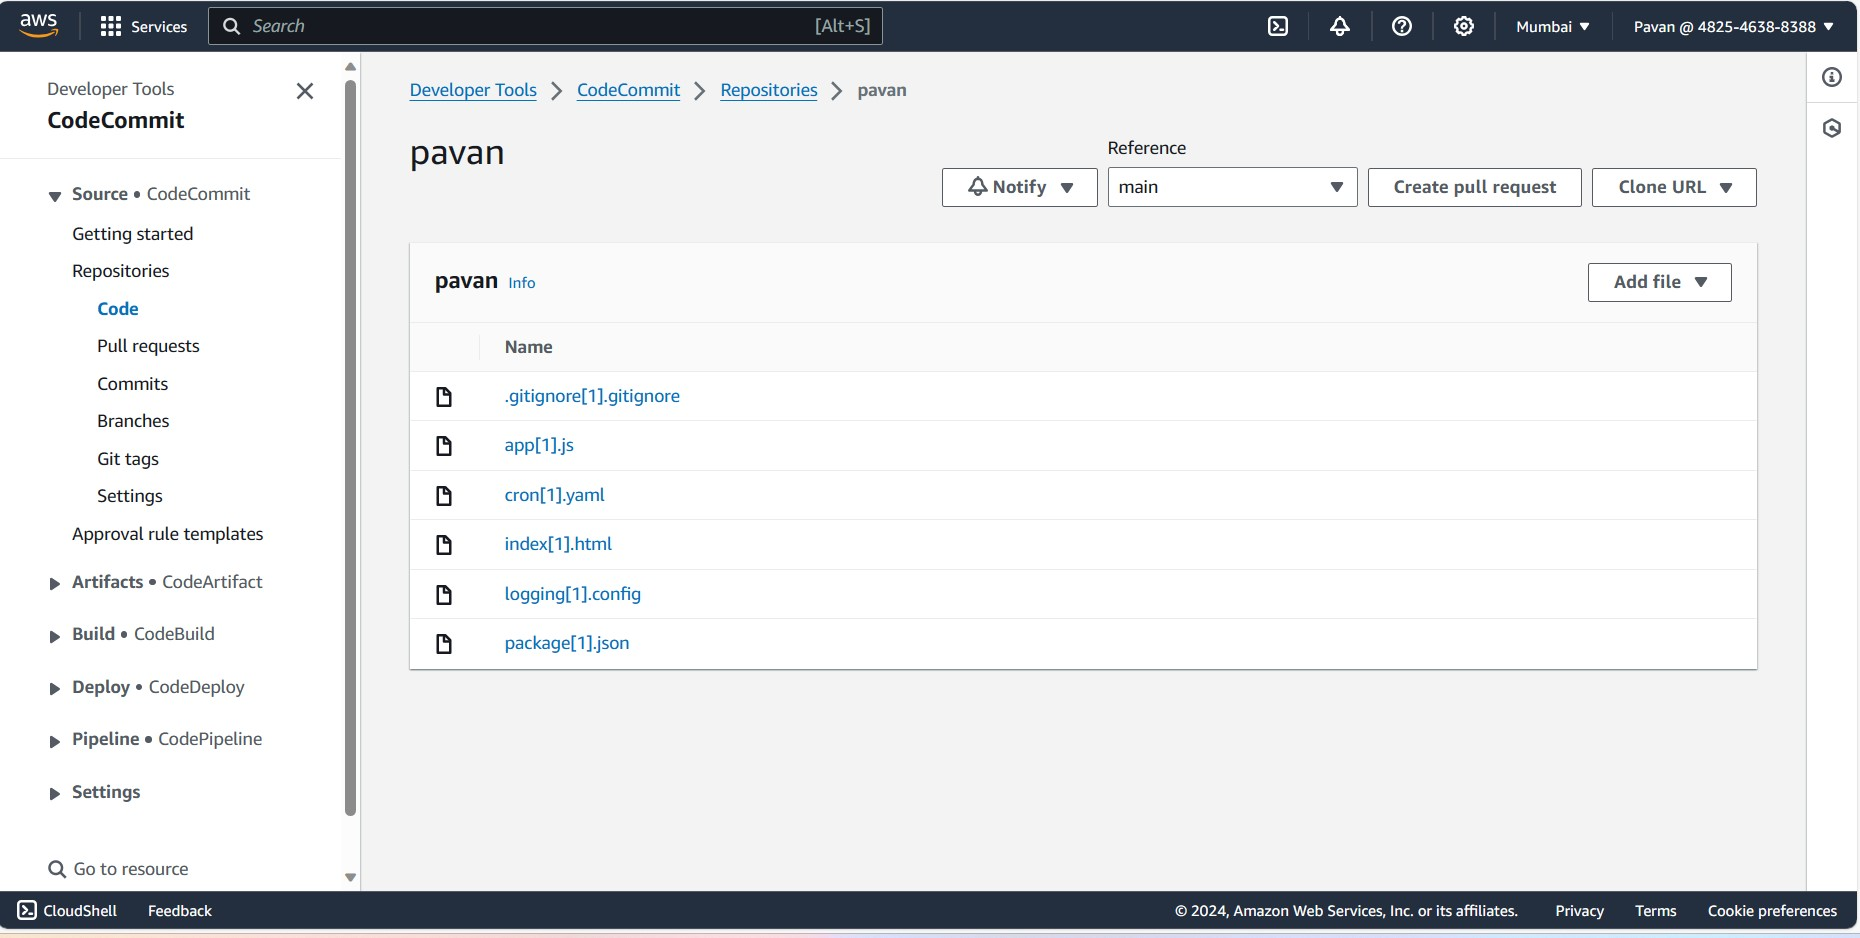 aws Services Search [Alt+S] Mumbai Pavan @ 4825-4638-8388
Developer Tools
CodeCommit
Source • CodeCommit
Getting started
Repositories
Code
Pull requests
Commits
Branches
Git tags
Settings
Approval rule templates
Artifacts • CodeArtifact
Build • CodeBuild
Deploy • CodeDeploy
Pipeline • CodePipeline
Settings
Go to resource
Developer Tools CodeCommit Repositories pavan
pavan
Reference
Notify main Create pull request Clone URL
pavan Info Add file
Name
.gitignore[1].gitignore
app[1].js
cron[1].yaml
index[1].html
logging[1].config
package[1].json
CloudShell Feedback © 2024, Amazon Web Services, Inc. or its affiliates. Privacy Terms Cookie preferences